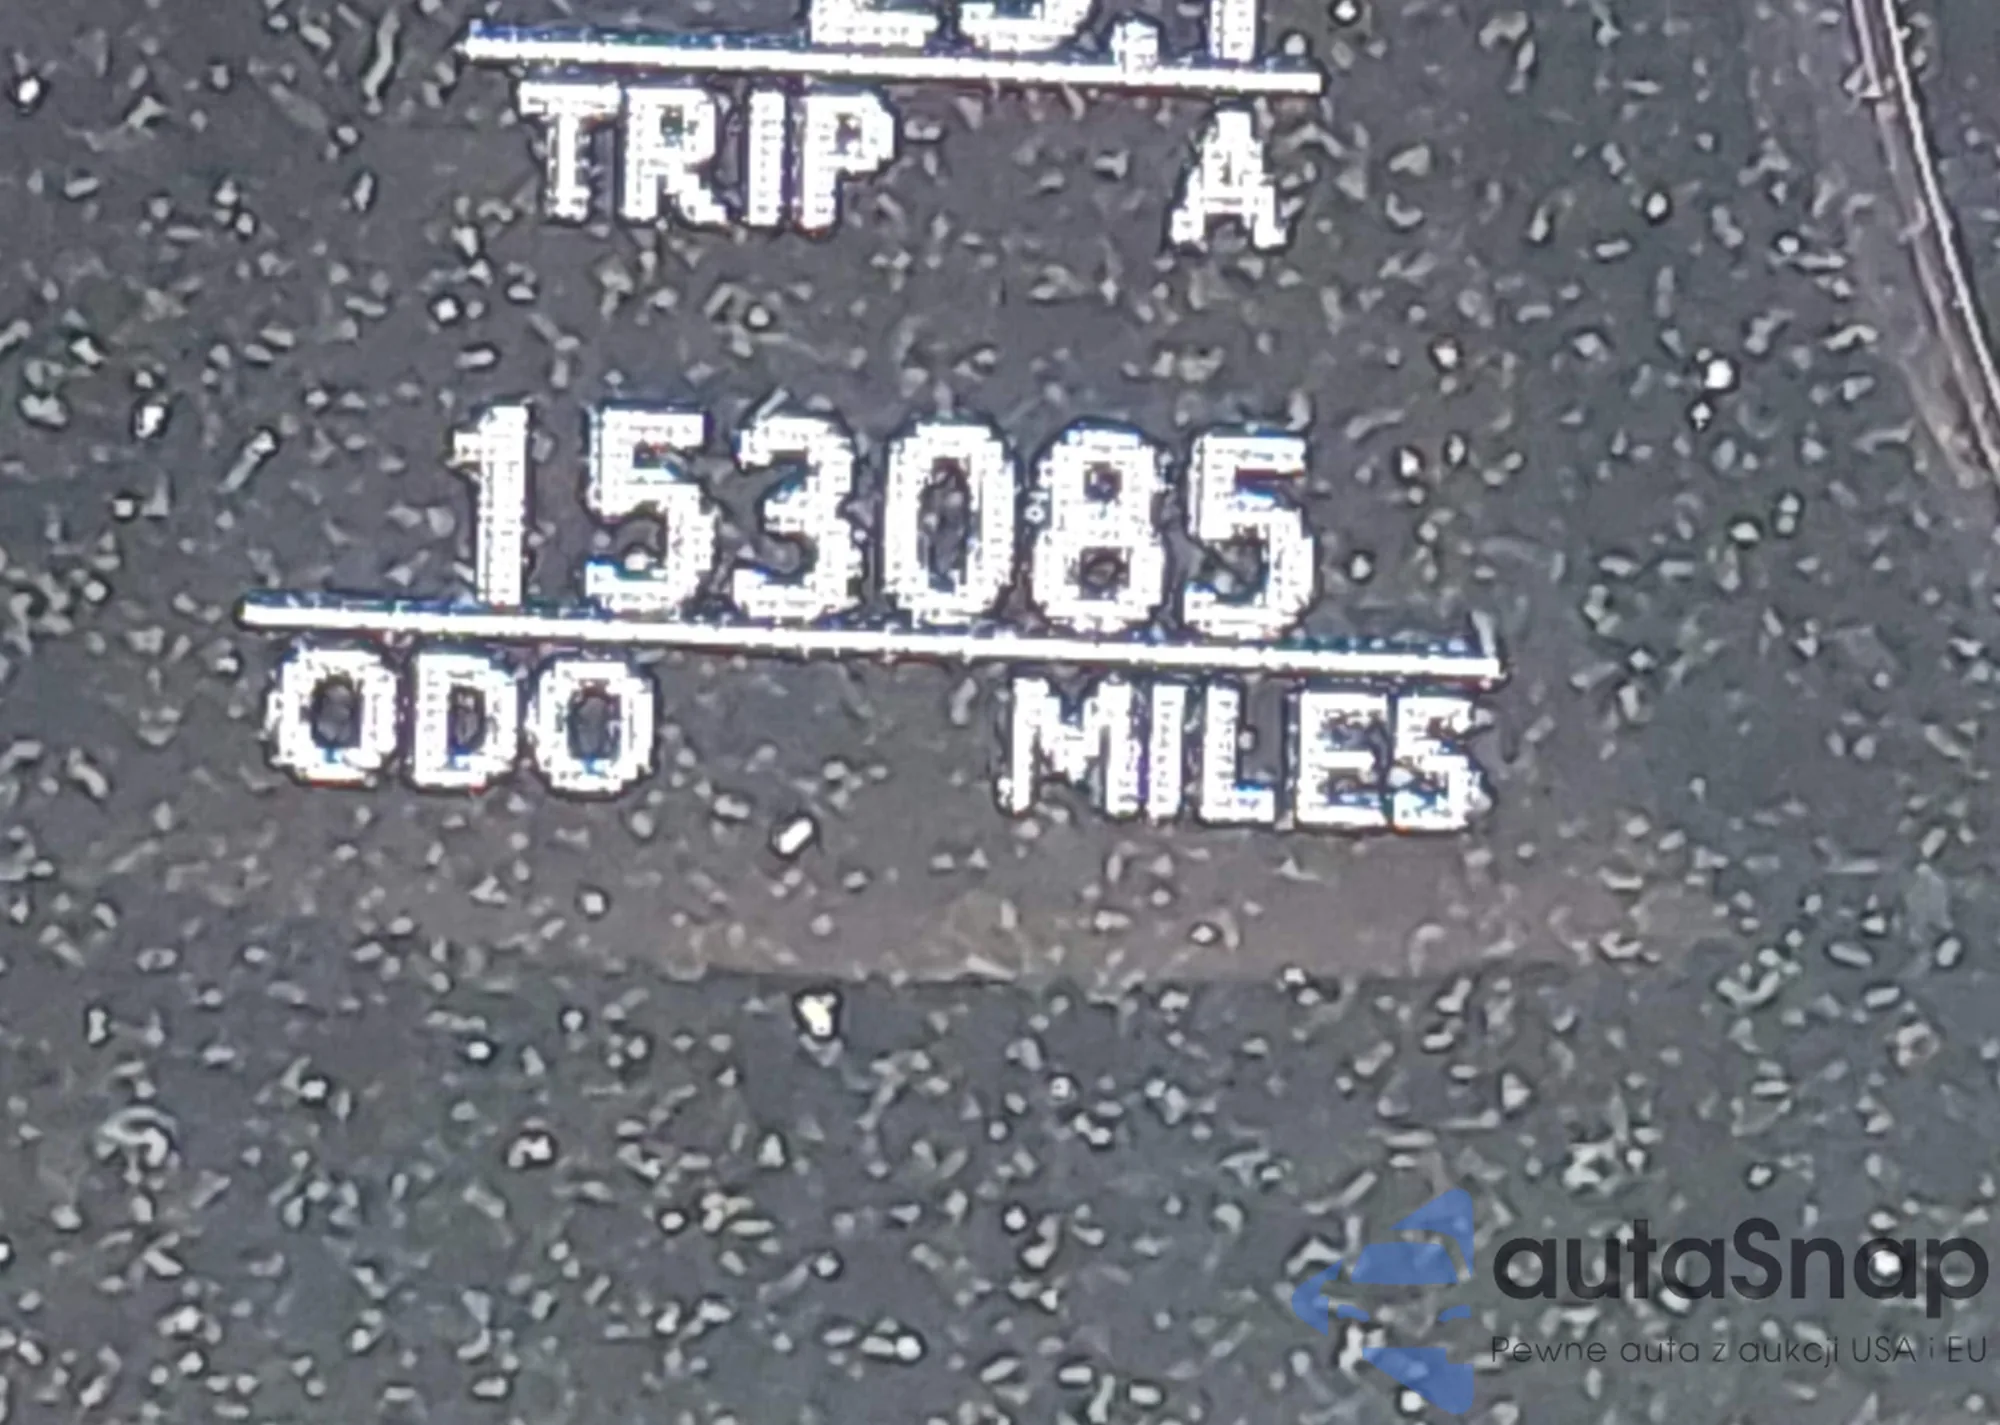 TRIP A
153085
ODO MILES
autaSnap
Pewne auta z aukcji USA i EU